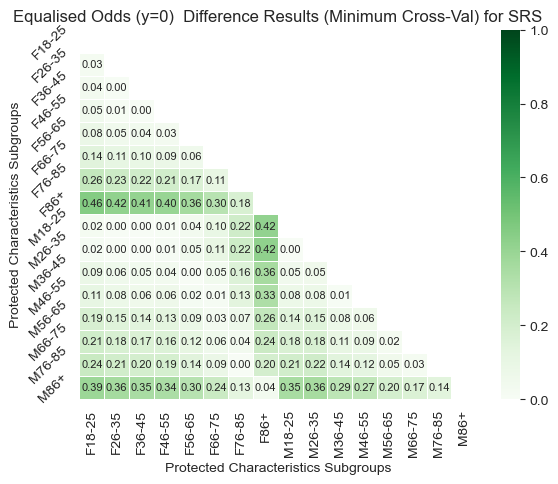 Equalised Odds (y=0) Difference Results (Minimum Cross-Val) for SRS
Protected Characteristics Subgroups
F18-25
F26-35
0.03
F36-45
0.04 0.00
F46-55
0.05 0.01 0.00
F56-65
0.08 0.05 0.04 0.03
F66-75
0.14 0.11 0.10 0.09 0.06
F76-85
0.26 0.23 0.22 0.21 0.17 0.11
F86+
0.46 0.42 0.41 0.40 0.36 0.30 0.18
M18-25
0.02 0.00 0.00 0.01 0.04 0.10 0.22 0.42
M26-35
0.02 0.00 0.00 0.01 0.05 0.11 0.22 0.42 0.00
M36-45
0.09 0.06 0.05 0.04 0.00 0.05 0.16 0.36 0.05 0.05
M46-55
0.11 0.08 0.06 0.06 0.02 0.01 0.13 0.33 0.08 0.08 0.01
M56-65
0.19 0.15 0.14 0.13 0.09 0.03 0.07 0.26 0.14 0.15 0.08 0.06
M66-75
0.21 0.18 0.17 0.16 0.12 0.06 0.04 0.24 0.18 0.18 0.11 0.09 0.02
M76-85
0.24 0.21 0.20 0.19 0.14 0.09 0.00 0.20 0.21 0.22 0.14 0.12 0.05 0.03
M86+
0.39 0.36 0.35 0.34 0.30 0.24 0.13 0.04 0.35 0.36 0.29 0.27 0.20 0.17 0.14
F18-25
F26-35
F36-45
F46-55
F56-65
F66-75
F76-85
F86+
M18-25
M26-35
M36-45
M46-55
M56-65
M66-75
M76-85
M86+
Protected Characteristics Subgroups
1.0
0.8
0.6
0.4
0.2
0.0